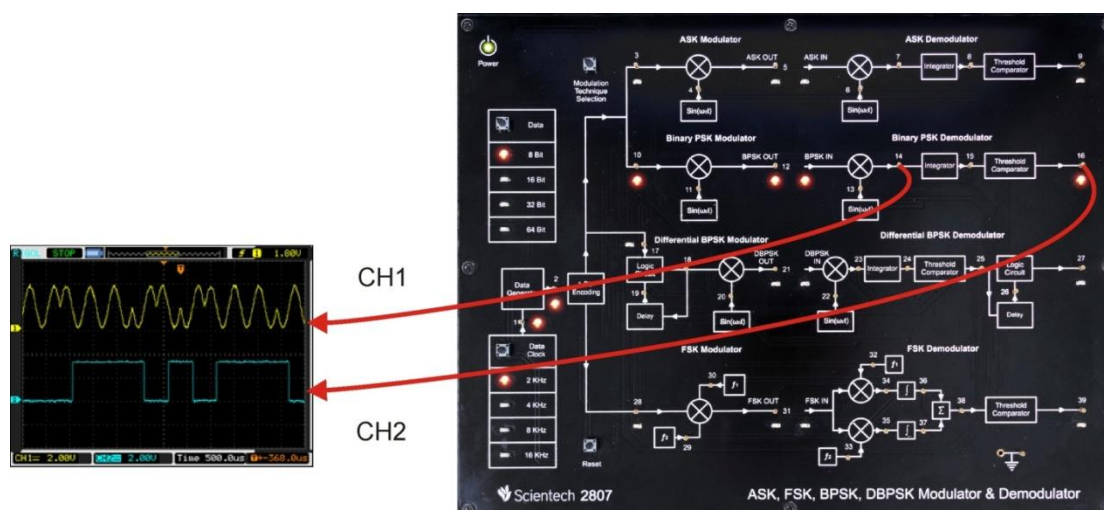 Power
Modulation
Technique
Selection
Data
8 Bit
16 Bit
32 Bit
64 Bit
ASK Modulator
3
ASK OUT
5
4
Sin(ωct)
ASK Demodulator
ASK IN
7
Integrator
8
Threshold
Comparator
9
6
Sin(ωct)
Binary PSK Modulator
10
BPSK OUT
12
11
Sin(ωct)
Binary PSK Demodulator
BPSK IN
14
Integrator
15
Threshold
Comparator
16
13
Sin(ωct)
STOP
1.80V
CH1
CH1= 2.00V
CH2= 2.00V
Time 500.0us
-368.0us
CH2
Differential BPSK Modulator
17
Logic
18
DBPSK
OUT
21
19
Delay
20
Sin(ωct)
Differential BPSK Demodulator
DBPSK
IN
23
Integrator
24
Threshold
Comparator
25
Logic
Circuit
27
26
Delay
22
Sin(ωct)
Data
2
Encoding
1
Data
Clock
2 KHz
4 KHz
8 KHz
16 KHz
FSK Modulator
30
f1
28
FSK OUT
31
f2
29
Reset
FSK Demodulator
32
f1
FSK IN
34
∫
36
Σ
38
Threshold
Comparator
39
35
∫
37
33
f2
Scientech 2807
ASK, FSK, BPSK, DBPSK Modulator & Demodulator